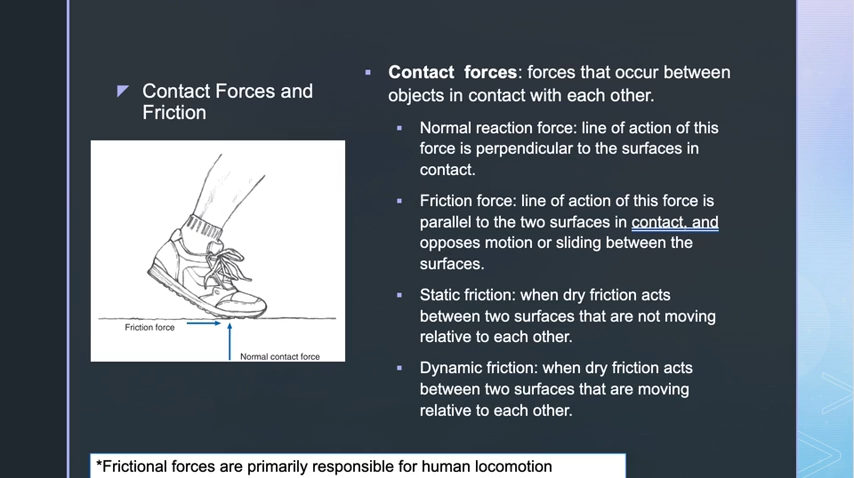 Contact Forces and
Friction
Friction force
Normal contact force
Contact forces: forces that occur between
objects in contact with each other.
Normal reaction force: line of action of this
force is perpendicular to the surfaces in
contact.
Friction force: line of action of this force is
parallel to the two surfaces in contact, and
opposes motion or sliding between the
surfaces.
Static friction: when dry friction acts
between two surfaces that are not moving
relative to each other.
Dynamic friction: when dry friction acts
between two surfaces that are moving
relative to each other.
*Frictional forces are primarily responsible for human locomotion